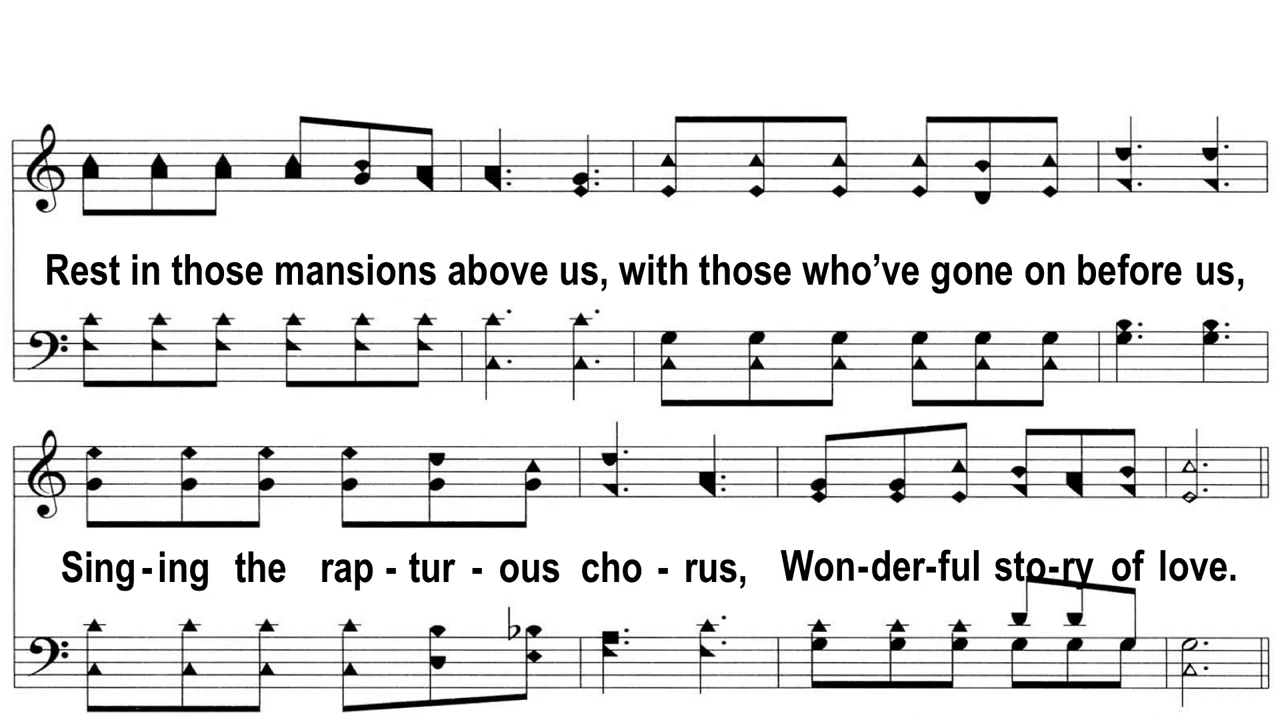 Rest in those mansions above us, with those who’ve gone on before us,
Sing-ing the rap-tur-ous cho-rus, Won-der-ful sto-ry of love.